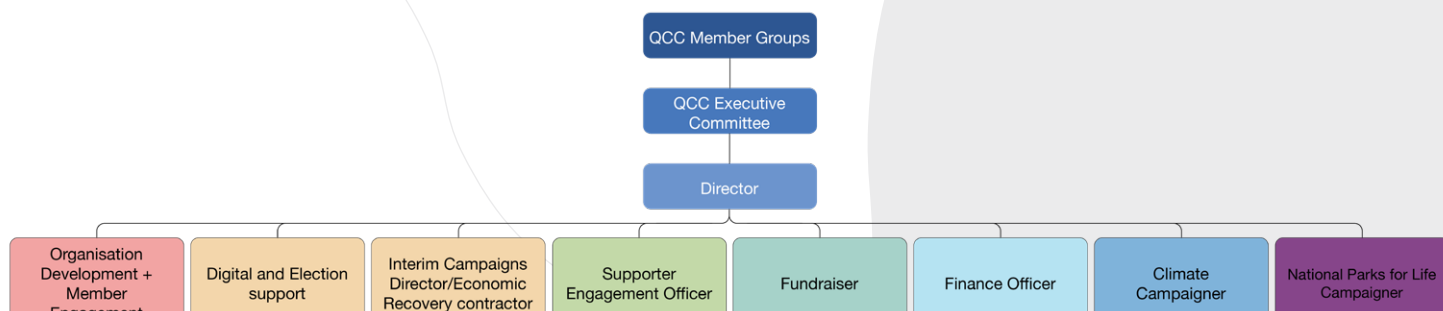 QCC Member Groups
QCC Executive
Committee
Director
Organisation
Development +
Member
Engagement
Digital and Election
support
Interim Campaigns
Director/Economic
Recovery contractor
Supporter
Engagement Officer
Fundraiser
Finance Officer
Climate
Campaigner
National Parks for Life
Campaigner